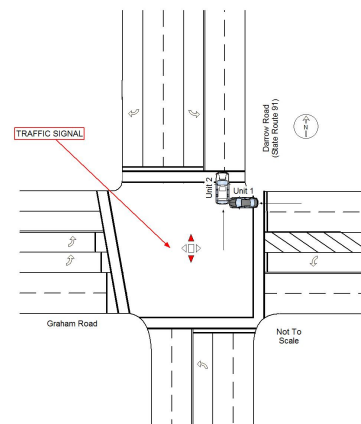 Darrow Road
(State Route 91)
N
TRAFFIC SIGNAL
Unit 2
Unit 1
Graham Road
Not To
Scale